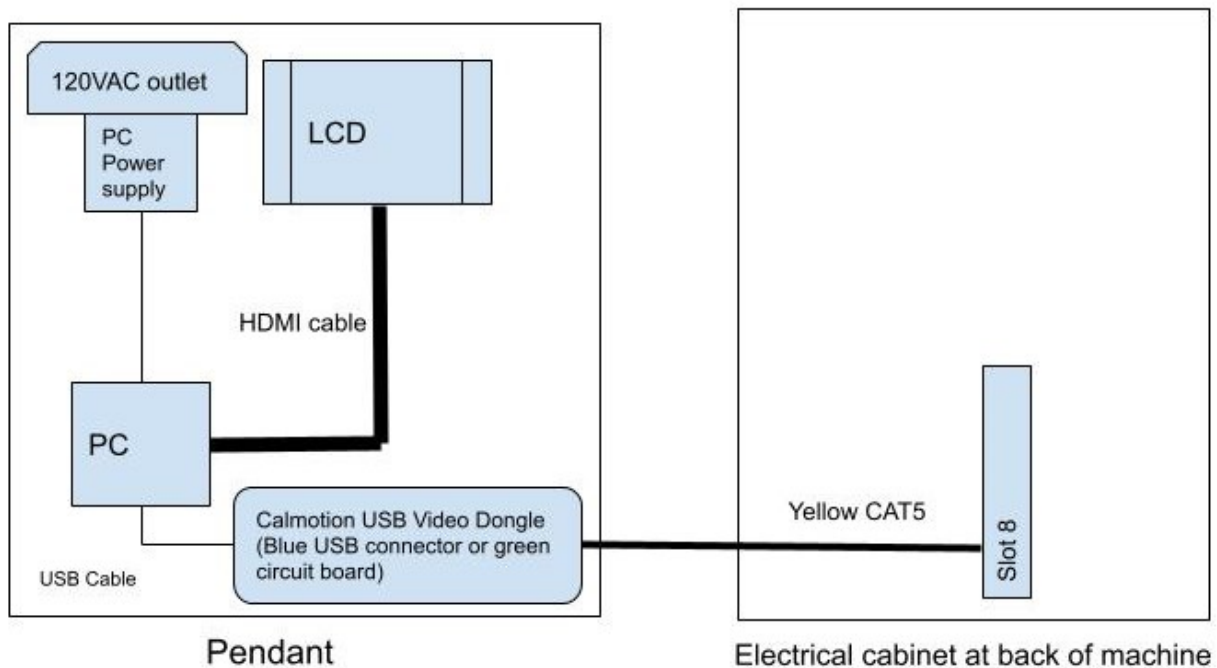 120VAC outlet
PC
Power
supply
LCD
HDMI cable
PC
Calmotion USB Video Dongle
(Blue USB connector or green
circuit board)
USB Cable
Yellow CAT5
Slot 8
Pendant
Electrical cabinet at back of machine